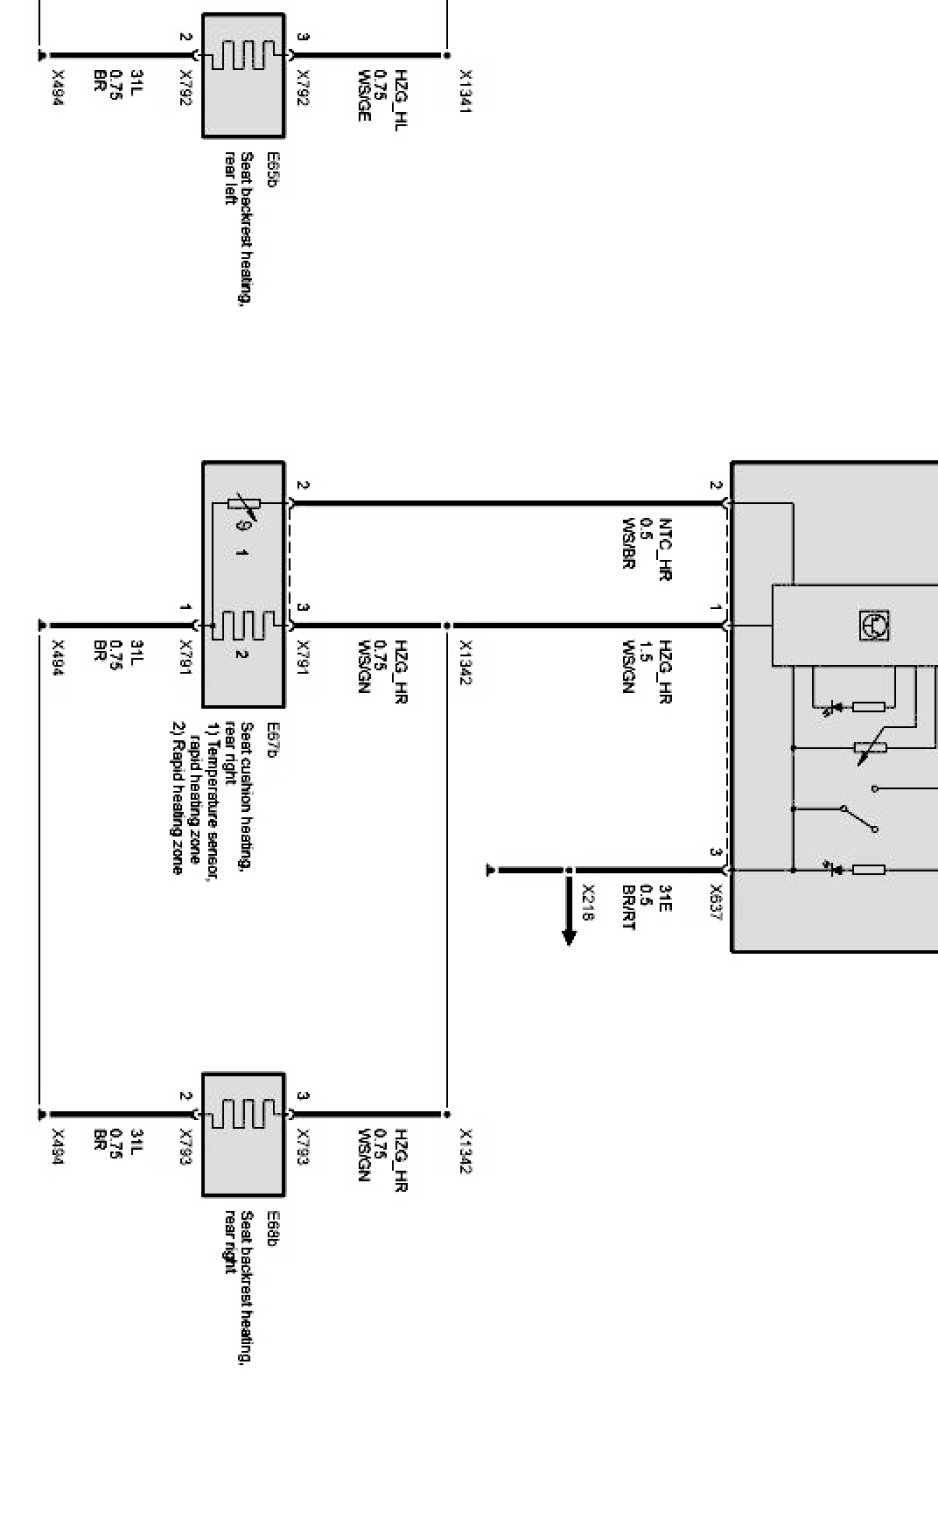 X1341
HZG_HL
0.75
WS/GE
3
X792
2
X792
31L
0.75
BR
X494
E65b
Seat backrest heating,
rear left
2
NTC_HR
0.5
WS/BR
1
HZG_HR
1.5
WS/GN
3
X637
31E
0.5
BR/RT
X218
X1342
2
3
X791
HZG_HR
0.75
WS/GN
1
2
1
X791
31L
0.75
BR
X494
E67b
Seat cushion heating,
rear right
1) Temperature sensor,
rapid heating zone
2) Rapid heating zone
X1342
HZG_HR
0.75
WS/GN
3
X793
2
X793
31L
0.75
BR
X494
E68b
Seat backrest heating,
rear right